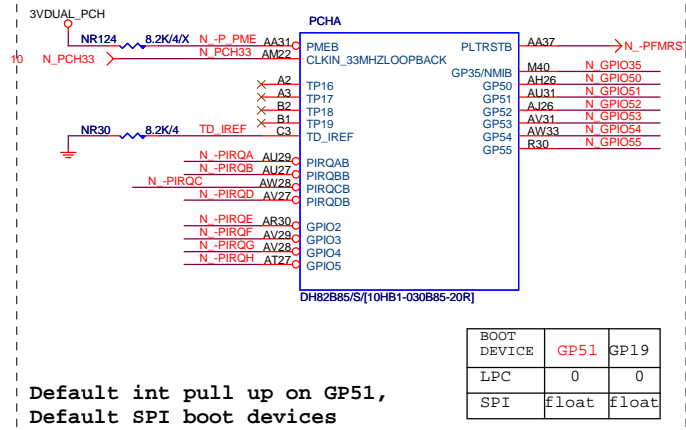 3VDUAL_PCH
PCHA
NR124 8.2K/4/X N_-P_PME AA31 PMEB PLTRSTB AA37 N_-PFMRST
10 N_PCH33 N_PCH33 AM22 CLKIN_33MHZLOOPBACK
GP35/NMIB M40 N_GPIO35
A2 TP16 GP50 AH26 N_GPIO50
A3 TP17 GP51 AU31 N_GPIO51
B2 TP18 GP52 AJ26 N_GPIO52
B1 TP19 GP53 AV31 N_GPIO53
NR30 8.2K/4 TD_IREF C3 TD_IREF GP54 AW33 N_GPIO54
GP55 R30 N_GPIO55
N_-PIRQA AU29 PIRQAB
N_-PIRQB AU27 PIRQBB
N_-PIRQC AW28 PIRQCB
N_-PIRQD AV27 PIRQDB
N_-PIRQE AR30 GPIO2
N_-PIRQF AV29 GPIO3
N_-PIRQG AV28 GPIO4
N_-PIRQH AT27 GPIO5
DH82B85/S/[10HB1-030B85-20R]
BOOT
DEVICE GP51 GP19
LPC 0 0
SPI float float
Default int pull up on GP51,
Default SPI boot devices